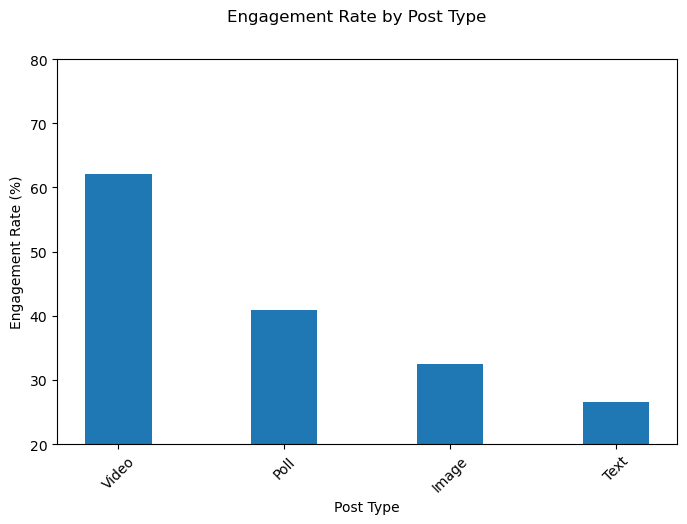 Engagement Rate by Post Type
80
70
60
50
40
30
20
Engagement Rate (%)
Video
Poll
Image
Text
Post Type